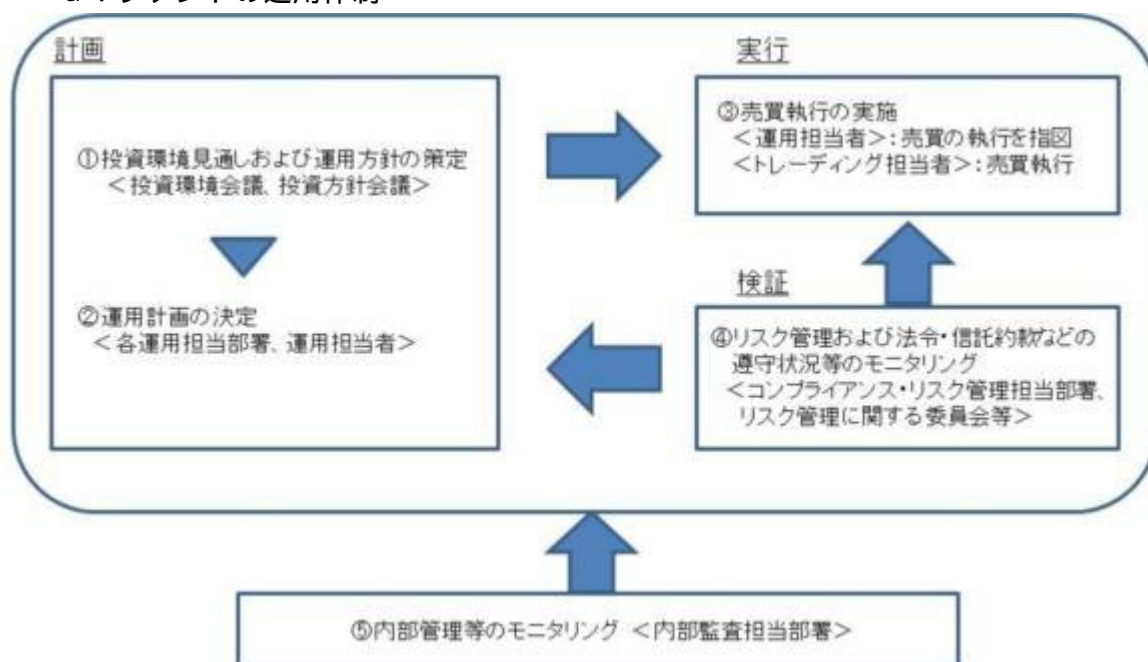 計画
①投資環境見通しおよび運用方針の策定
<投資環境会議、投資方針会議>
②運用計画の決定
<各運用担当部署、運用担当者>
実行
③売買執行の実施
<運用担当者>:売買の執行を指図
<トレーディング担当者>:売買執行
検証
④リスク管理および法令・信託約款などの
遵守状況等のモニタリング
<コンプライアンス・リスク管理担当部署、
リスク管理に関する委員会等>
⑤内部管理等のモニタリング <内部監査担当部署>